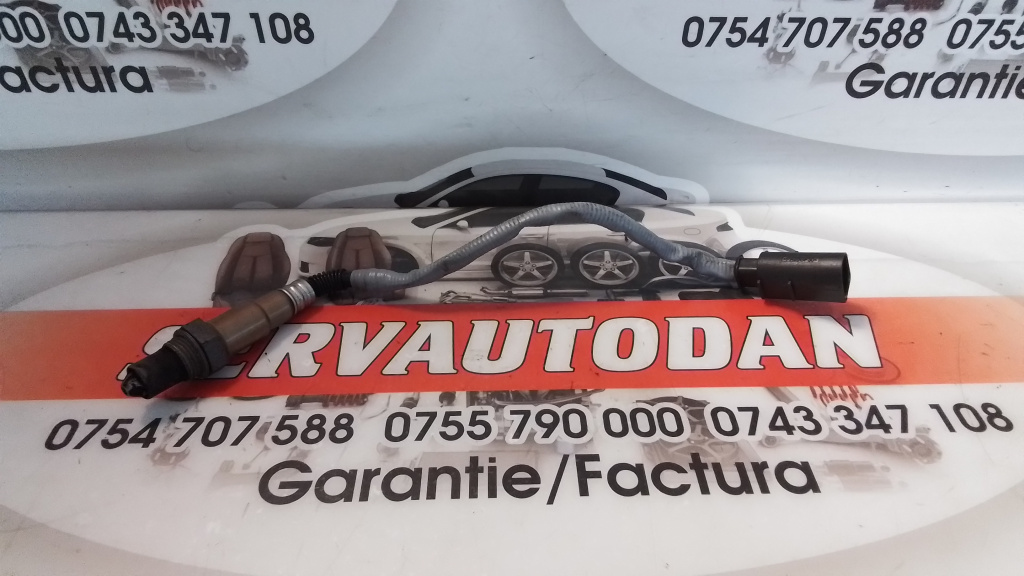 00 0743 347 108
0754 707 588 0755
Factura
Garantie
SERVAUTODAN
0754 707 588 0755 790 000 0743 347 108
Garantie/Factura